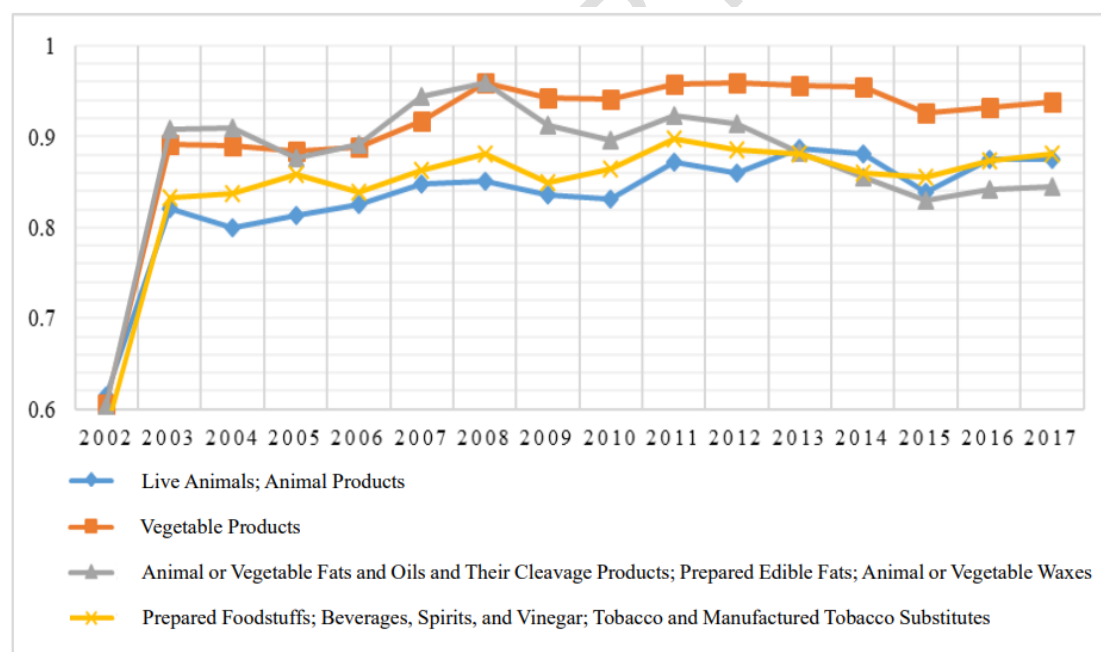 1
0.9
0.8
0.7
0.6
2002 2003 2004 2005 2006 2007 2008 2009 2010 2011 2012 2013 2014 2015 2016 2017
Live Animals; Animal Products
Vegetable Products
Animal or Vegetable Fats and Oils and Their Cleavage Products; Prepared Edible Fats; Animal or Vegetable Waxes
Prepared Foodstuffs; Beverages, Spirits, and Vinegar; Tobacco and Manufactured Tobacco Substitutes